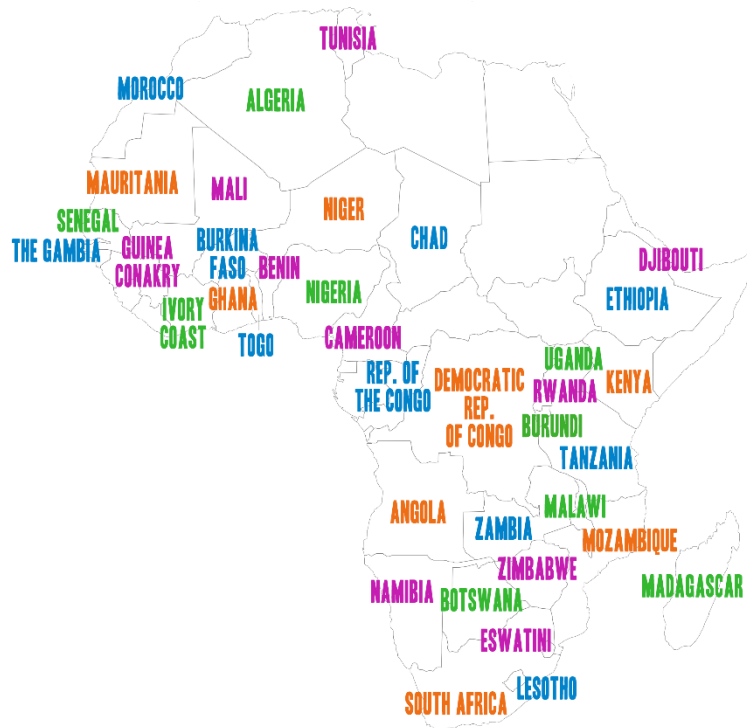 TUNISIA
MOROCCO
ALGERIA
MAURITANIA
MALI
NIGER
SENEGAL
THE GAMBIA
GUINEA
CONAKRY
BURKINA
FASO
BENIN
CHAD
DJIBOUTI
ETHIOPIA
NIGERIA
GHANA
IVORY
COAST
TOGO
CAMEROON
REP. OF
THE CONGO
DEMOCRATIC
REP.
OF CONGO
UGANDA
RWANDA
KENYA
BURUNDI
TANZANIA
ANGOLA
ZAMBIA
MALAWI
MOZAMBIQUE
ZIMBABWE
MADAGASCAR
NAMIBIA
BOTSWANA
ESWATINI
SOUTH AFRICA
LESOTHO